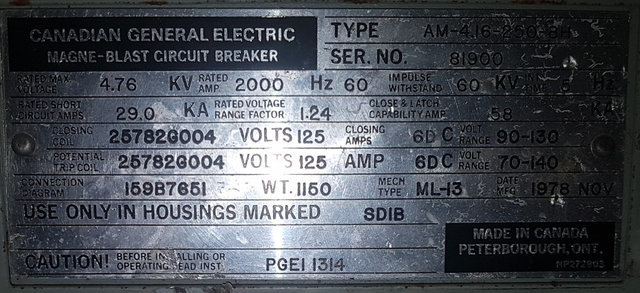 CANADIAN GENERAL ELECTRIC
MAGNE-BLAST CIRCUIT BREAKER
TYPE AM-4.16-250-8H
SER. NO. 81900
RATED MAX. VOLTAGE 4.76 KV RATED AMP 2000 Hz 60 IMPULSE WITHSTAND 60 KV
RATED SHORT CIRCUIT AMPS 29.0 KA RATED VOLTAGE RANGE FACTOR 1.24 CLOSE & LATCH CAPABILITY AMP 58 KA
CLOSING COIL 25782G004 VOLTS 125 CLOSING AMPS 6DC VOLT RANGE 90-130
POTENTIAL TRIP COIL 25782G004 VOLTS 125 AMP 6DC VOLT RANGE 70-140
CONNECTION DIAGRAM 159B7651 WT. 1150 MECH TYPE ML-13 DATE MFG 1978 NOV
USE ONLY IN HOUSINGS MARKED SDIB
MADE IN CANADA
PETERBOROUGH, ONT.
CAUTION! BEFORE INSTALLING OR OPERATING READ INST. PGEI 1314